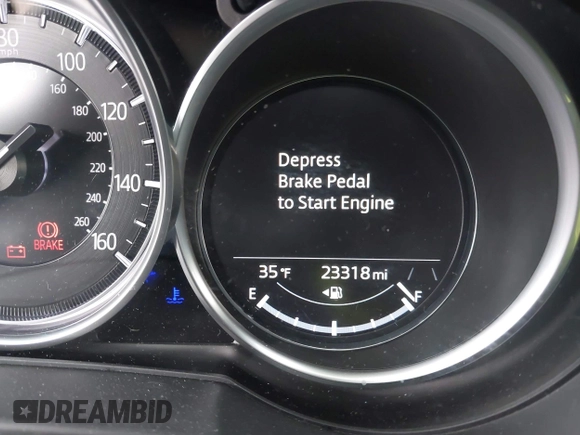 80
mph
100
120
140
160
160
180
200
220
240
260
BRAKE
Depress
Brake Pedal
to Start Engine
35 °F 23318 mi
E F
DREAMBID